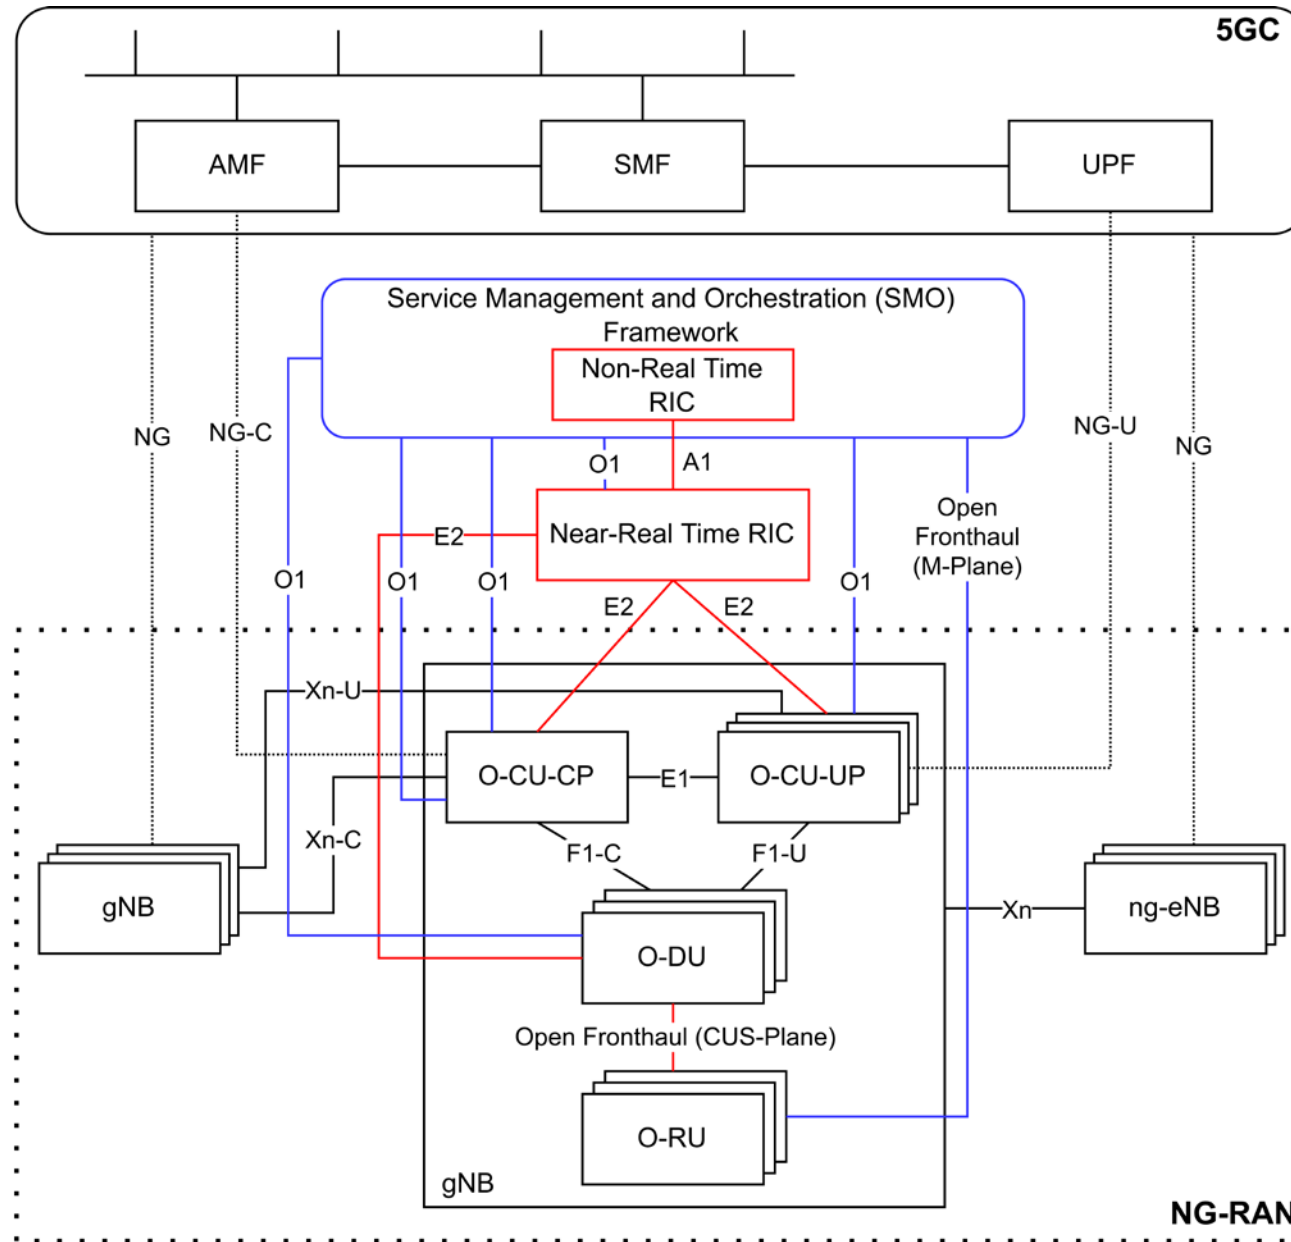 5GC
AMF
SMF
UPF
Service Management and Orchestration (SMO)
Framework
Non-Real Time
RIC
NG
NG-C
NG-U
NG
O1
A1
Open
Fronthaul
(M-Plane)
E2
Near-Real Time RIC
O1
O1
O1
O1
E2
E2
Xn-U
O-CU-CP
E1
O-CU-UP
Xn-C
F1-C
F1-U
gNB
Xn
ng-eNB
O-DU
Open Fronthaul (CUS-Plane)
O-RU
gNB
NG-RAN